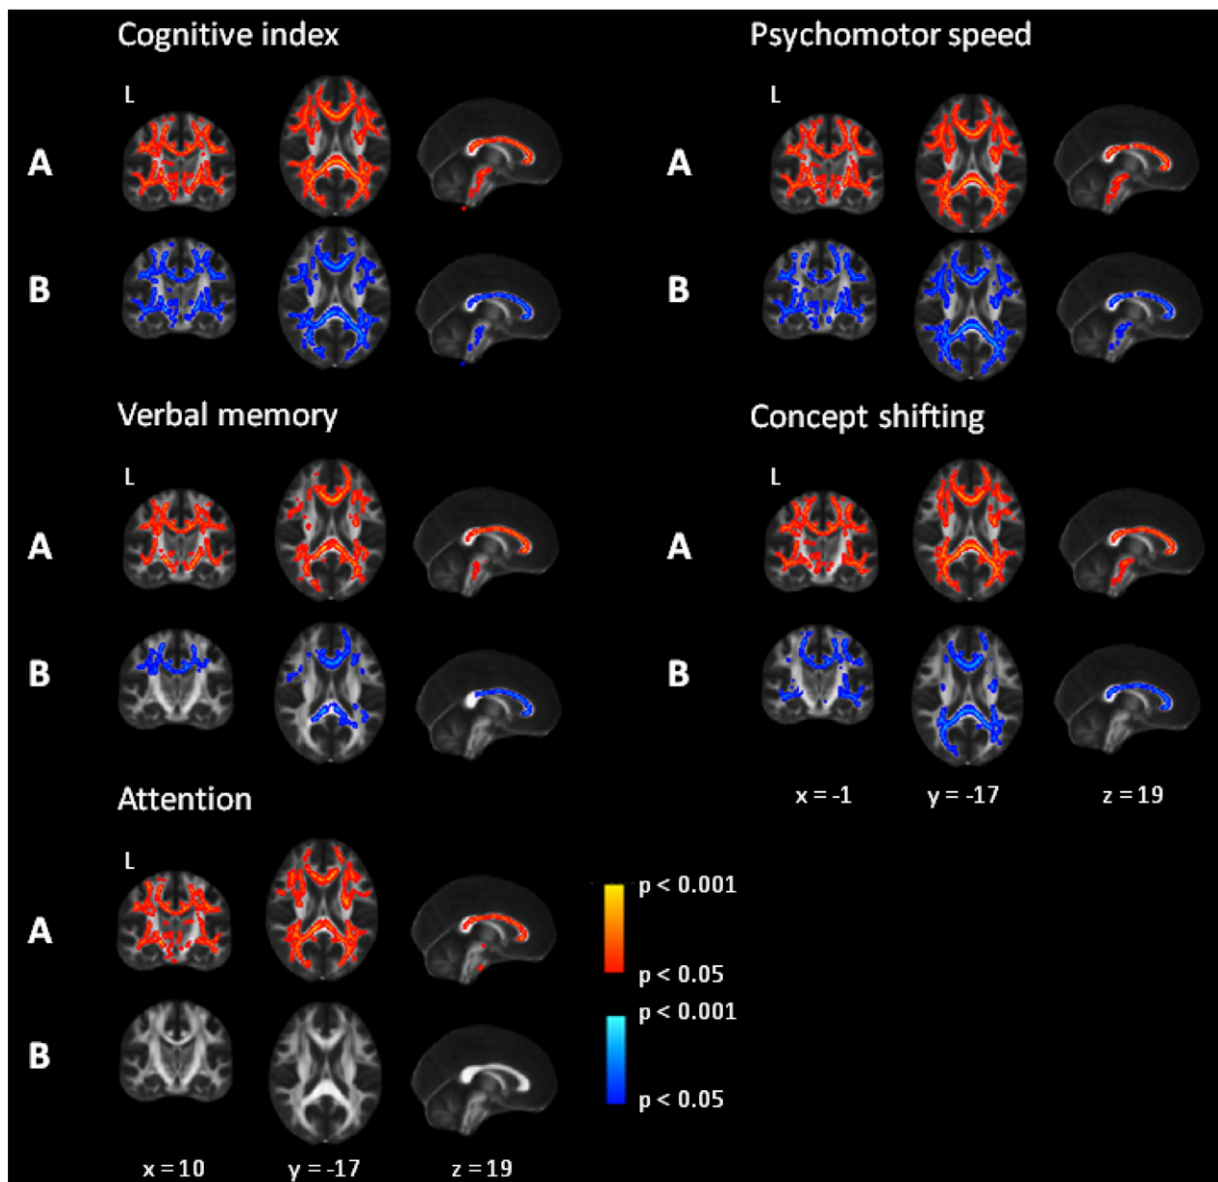 Cognitive index
Psychomotor speed
L
L
A
A
B
B
Verbal memory
Concept shifting
L
L
A
A
B
B
x = -1 y = -17 z = 19
Attention
L
A
p < 0.001
p < 0.05
B
p < 0.001
p < 0.05
x = 10 y = -17 z = 19